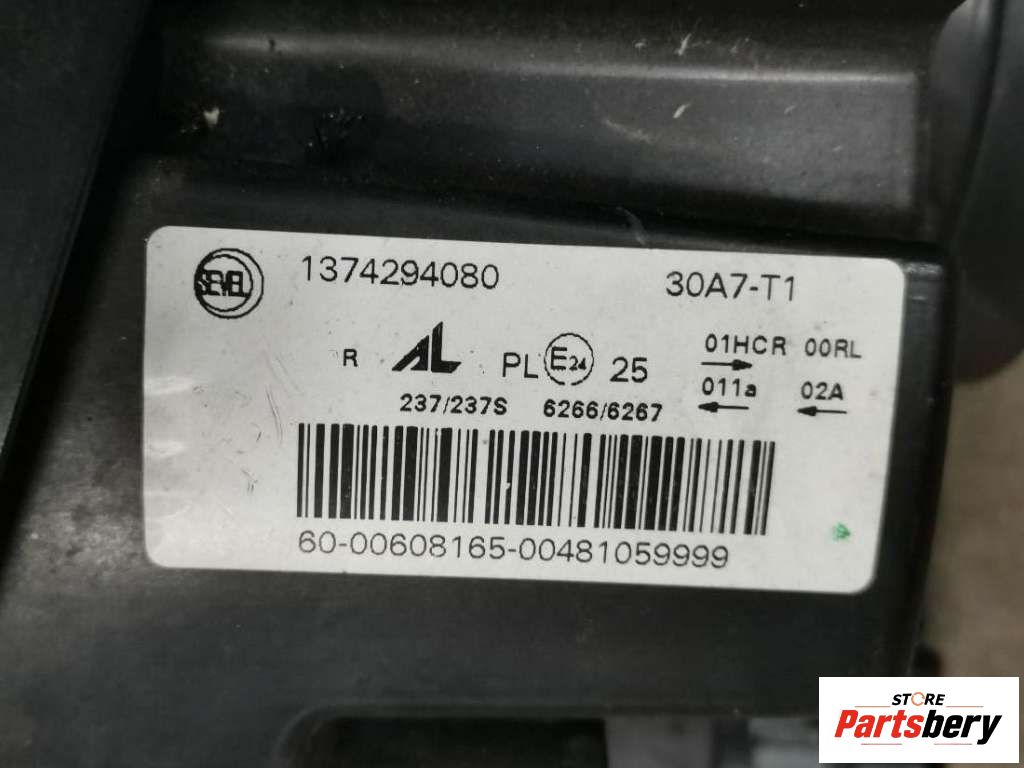 SEVEL 1374294080 30A7-T1
R AL PL E24 25 01HCR 00RL
011a 02A
237/237S 6266/6267
60-00608165-00481059999
STORE
Partsbery